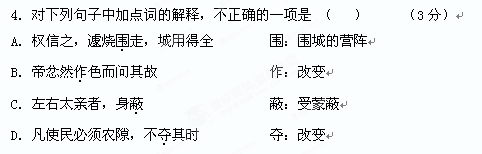 4. 对下列句子中加点词的解释，不正确的一项是 （   ） （3分）
A. 权信之，遽烧围走，城用得全 围：围城的营阵
B. 帝忿然作色而问其故 作：改变
C. 左右太亲者，身蔽 蔽：受蒙蔽
D. 凡使民必须农隙，不夺其时 夺：改变